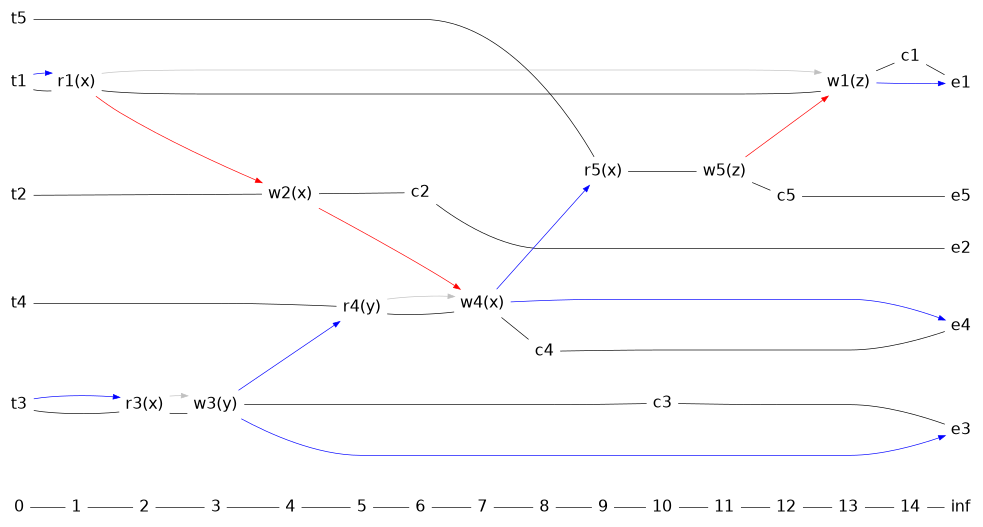 t5
c1
t1 r1(x) w1(z) e1
r5(x) w5(z)
t2 w2(x) c2 c5 e5
e2
t4 r4(y) w4(x)
e4
c4
t3 r3(x) w3(y) c3
e3
0 1 2 3 4 5 6 7 8 9 10 11 12 13 14 inf